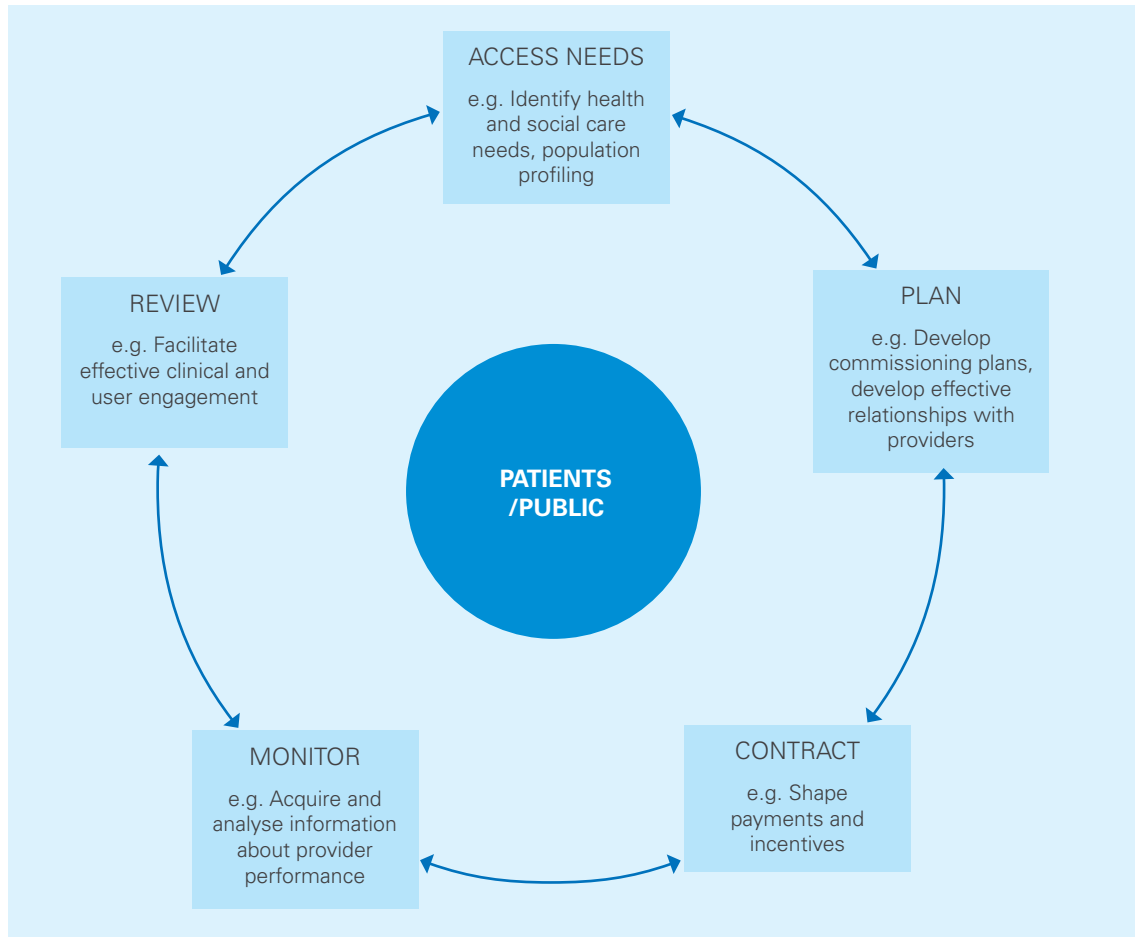 ACCESS NEEDS
e.g. Identify health
and social care
needs, population
profiling
PLAN
e.g. Develop
commissioning plans,
develop effective
relationships with
providers
CONTRACT
e.g. Shape
payments and
incentives
MONITOR
e.g. Acquire and
analyse information
about provider
performance
REVIEW
e.g. Facilitate
effective clinical and
user engagement
PATIENTS
/PUBLIC